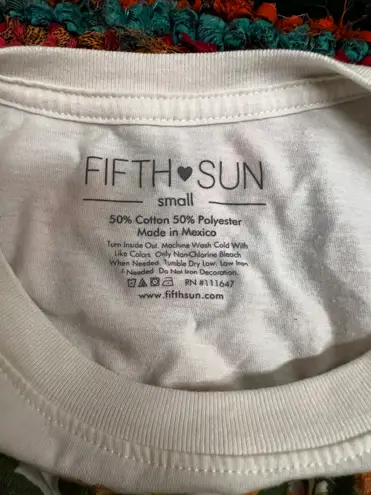 FIFTH♥SUN
small
50% Cotton 50% Polyester
Made in Mexico
Turn Inside Out. Machine Wash Cold With
Like Colors. Only Non-Chlorine Bleach
When Needed. Tumble Dry Low. Low Iron
if Needed. Do Not Iron Decoration.
RN #111647
www.fifthsun.com